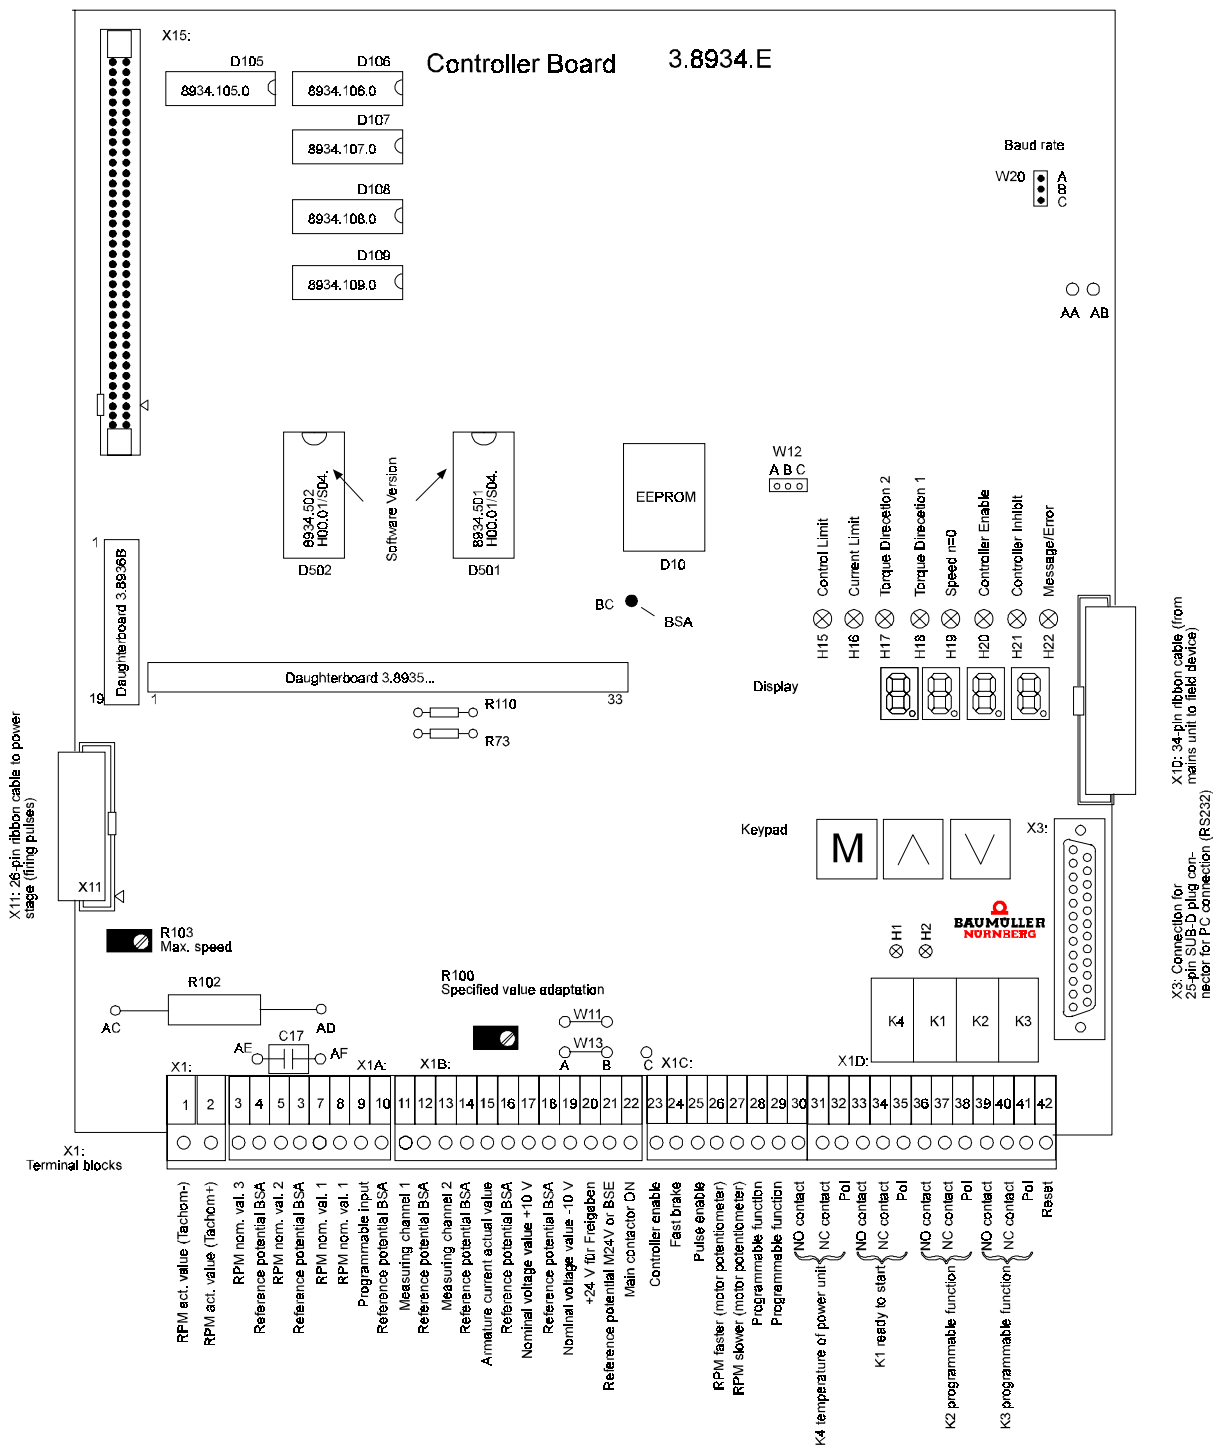 X15:
Controller Board 3.8934.E
D105
8934.105.0
D106
8934.106.0
D107
8934.107.0
D108
8934.108.0
D109
8934.109.0
Baud rate
W20
A
B
C
AA AB
8934.502
H00.01/S04.
D502
Software Version
8934.501
H00.01/S04.
D501
EEPROM
D10
W12
A B C
BC
BSA
Control Limit
Current Limit
Torque Direcetion 2
Torque Direcetion 1
Speed n=0
Controller Enable
Controller Inhibit
Message/Error
H15
H16
H17
H18
H19
H20
H21
H22
Display
8. 8. 8. 8.
1
Daughterboard 3.8936B
19
Daughterboard 3.8935...
1
33
R110
R73
X10: 34-pin ribbon cable (from
mains unit to field device)
X11: 26-pin ribbon cable to power
stage (firing pulses)
X11
Keypad
M
X3:
X3: Connection for
25-pin SUB-D plug con-
nector for PC connection (RS232)
BAUMÜLLER
NÜRNBERG
H1
H2
R103
Max. speed
R102
AC
AD
R100
Specified value adaptation
W11
W13
A
B
C
C17
AE
AF
K4
K1
K2
K3
X1:
X1A:
X1B:
X1C:
X1D:
1 2 3 4 5 3 7 8 9 10 11 12 13 14 15 16 17 18 19 20 21 22 23 24 25 26 27 28 29 30 31 32 33 34 35 36 37 38 39 40 41 42
X1:
Terminal blocks
RPM act. value (Tachom-)
RPM act. value (Tachom+)
RPM nom. val. 3
Reference potential BSA
RPM nom. val. 2
Reference potential BSA
RPM nom. val. 1
RPM nom. val. 1
Programmable input
Reference potential BSA
Measuring channel 1
Reference potential BSA
Measuring channel 2
Reference potential BSA
Armature current actual value
Reference potential BSA
Nominal voltage value +10 V
Reference potential BSA
Nominal voltage value -10 V
+24 V für Freigaben
Reference potential M24V or BSE
Main contactor ON
Controller enable
Fast brake
Pulse enable
RPM faster (motor potentiometer)
RPM slower (motor potentiometer)
Programmable function
Programmable function
NO contact
NC contact
Pol
K4 temperature of power unit
NO contact
NC contact
Pol
K1 ready to start
NO contact
NC contact
Pol
K2 programmable function
NO contact
NC contact
Pol
K3 programmable function
Reset